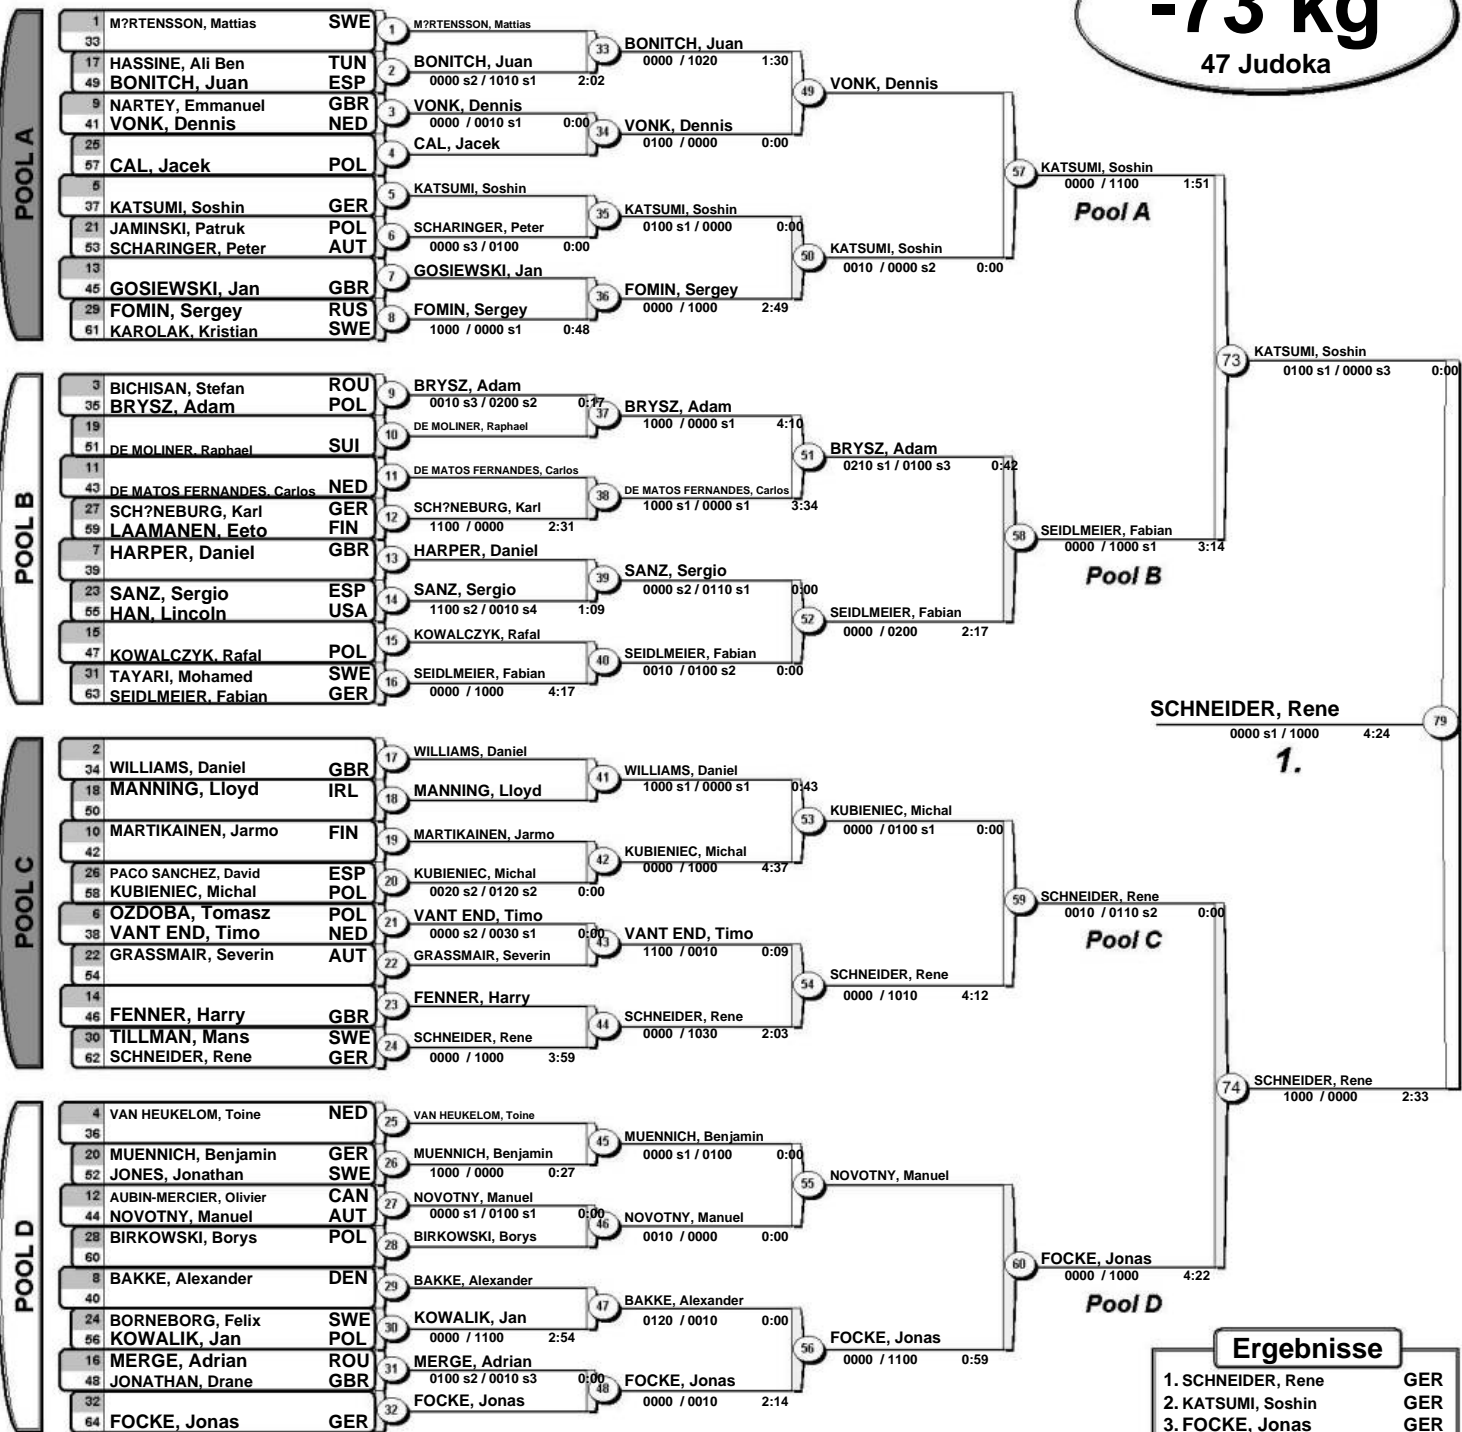 -73 kg
47 Judoka
POOL A
1 M?RTENSSON, Mattias SWE
33
17 HASSINE, Ali Ben TUN
49 BONITCH, Juan ESP
9 NARTEY, Emmanuel GBR
41 VONK, Dennis NED
25
57 CAL, Jacek POL
5
37 KATSUMI, Soshin GER
21 JAMINSKI, Patruk POL
53 SCHARINGER, Peter AUT
13
45 GOSIEWSKI, Jan GBR
29 FOMIN, Sergey RUS
61 KAROLAK, Kristian SWE
1 M?RTENSSON, Mattias
2 BONITCH, Juan
0000 s2 / 1010 s1 2:02
3 VONK, Dennis
0000 / 0010 s1 0:00
4 CAL, Jacek
5 KATSUMI, Soshin
6 SCHARINGER, Peter
0000 s3 / 0100 0:00
7 GOSIEWSKI, Jan
8 FOMIN, Sergey
1000 / 0000 s1 0:48
33 BONITCH, Juan
0000 / 1020 1:30
34 VONK, Dennis
0100 / 0000 0:00
35 KATSUMI, Soshin
0100 s1 / 0000 0:00
36 FOMIN, Sergey
0000 / 1000 2:49
49 VONK, Dennis
50 KATSUMI, Soshin
0010 / 0000 s2 0:00
57 KATSUMI, Soshin
0000 / 1100 1:51
Pool A
POOL B
3 BICHISAN, Stefan ROU
35 BRYSZ, Adam POL
19
51 DE MOLINER, Raphael SUI
11
43 DE MATOS FERNANDES, Carlos NED
27 SCH?NEBURG, Karl GER
59 LAAMANEN, Eeto FIN
7 HARPER, Daniel GBR
39
23 SANZ, Sergio ESP
55 HAN, Lincoln USA
15
47 KOWALCZYK, Rafal POL
31 TAYARI, Mohamed SWE
63 SEIDLMEIER, Fabian GER
9 BRYSZ, Adam
0010 s3 / 0200 s2 0:17
10 DE MOLINER, Raphael
11 DE MATOS FERNANDES, Carlos
12 SCH?NEBURG, Karl
1100 / 0000 2:31
13 HARPER, Daniel
14 SANZ, Sergio
1100 s2 / 0010 s4 1:09
15 KOWALCZYK, Rafal
16 SEIDLMEIER, Fabian
0000 / 1000 4:17
37 BRYSZ, Adam
1000 / 0000 s1 4:10
38 DE MATOS FERNANDES, Carlos
1000 s1 / 0000 s1 3:34
39 SANZ, Sergio
0000 s2 / 0110 s1 0:00
40 SEIDLMEIER, Fabian
0010 / 0100 s2 0:00
51 BRYSZ, Adam
0210 s1 / 0100 s3 0:42
52 SEIDLMEIER, Fabian
0000 / 0200 2:17
58 SEIDLMEIER, Fabian
0000 / 1000 s1 3:14
Pool B
73 KATSUMI, Soshin
0100 s1 / 0000 s3 0:00
SCHNEIDER, Rene 79
0000 s1 / 1000 4:24
1.
POOL C
2
34 WILLIAMS, Daniel GBR
18 MANNING, Lloyd IRL
50
10 MARTIKAINEN, Jarmo FIN
42
26 PACO SANCHEZ, David ESP
58 KUBIENIEC, Michal POL
6 OZDOBA, Tomasz POL
38 VANT END, Timo NED
22 GRASSMAIR, Severin AUT
54
14
46 FENNER, Harry GBR
30 TILLMAN, Mans SWE
62 SCHNEIDER, Rene GER
17 WILLIAMS, Daniel
18 MANNING, Lloyd
19 MARTIKAINEN, Jarmo
20 KUBIENIEC, Michal
0020 s2 / 0120 s2 0:00
21 VANT END, Timo
0000 s2 / 0030 s1 0:00
22 GRASSMAIR, Severin
23 FENNER, Harry
24 SCHNEIDER, Rene
0000 / 1000 3:59
41 WILLIAMS, Daniel
1000 s1 / 0000 s1 0:43
42 KUBIENIEC, Michal
0000 / 1000 4:37
43 VANT END, Timo
1100 / 0010 0:09
44 SCHNEIDER, Rene
0000 / 1030 2:03
53 KUBIENIEC, Michal
0000 / 0100 s1 0:00
54 SCHNEIDER, Rene
0000 / 1010 4:12
59 SCHNEIDER, Rene
0010 / 0110 s2 0:00
Pool C
POOL D
4 VAN HEUKELOM, Toine NED
36
20 MUENNICH, Benjamin GER
52 JONES, Jonathan SWE
12 AUBIN-MERCIER, Olivier CAN
44 NOVOTNY, Manuel AUT
28 BIRKOWSKI, Borys POL
60
8 BAKKE, Alexander DEN
40
24 BORNEBORG, Felix SWE
56 KOWALIK, Jan POL
16 MERGE, Adrian ROU
48 JONATHAN, Drane GBR
32
64 FOCKE, Jonas GER
25 VAN HEUKELOM, Toine
26 MUENNICH, Benjamin
1000 / 0000 0:27
27 NOVOTNY, Manuel
0000 s1 / 0100 s1 0:00
28 BIRKOWSKI, Borys
29 BAKKE, Alexander
30 KOWALIK, Jan
0000 / 1100 2:54
31 MERGE, Adrian
0100 s2 / 0010 s3 0:00
32 FOCKE, Jonas
45 MUENNICH, Benjamin
0000 s1 / 0100 0:00
46 NOVOTNY, Manuel
0010 / 0000 0:00
47 BAKKE, Alexander
0120 / 0010 0:00
48 FOCKE, Jonas
0000 / 0010 2:14
55 NOVOTNY, Manuel
56 FOCKE, Jonas
0000 / 1100 0:59
60 FOCKE, Jonas
0000 / 1000 4:22
Pool D
74 SCHNEIDER, Rene
1000 / 0000 2:33
Ergebnisse
1. SCHNEIDER, Rene GER
2. KATSUMI, Soshin GER
3. FOCKE, Jonas GER